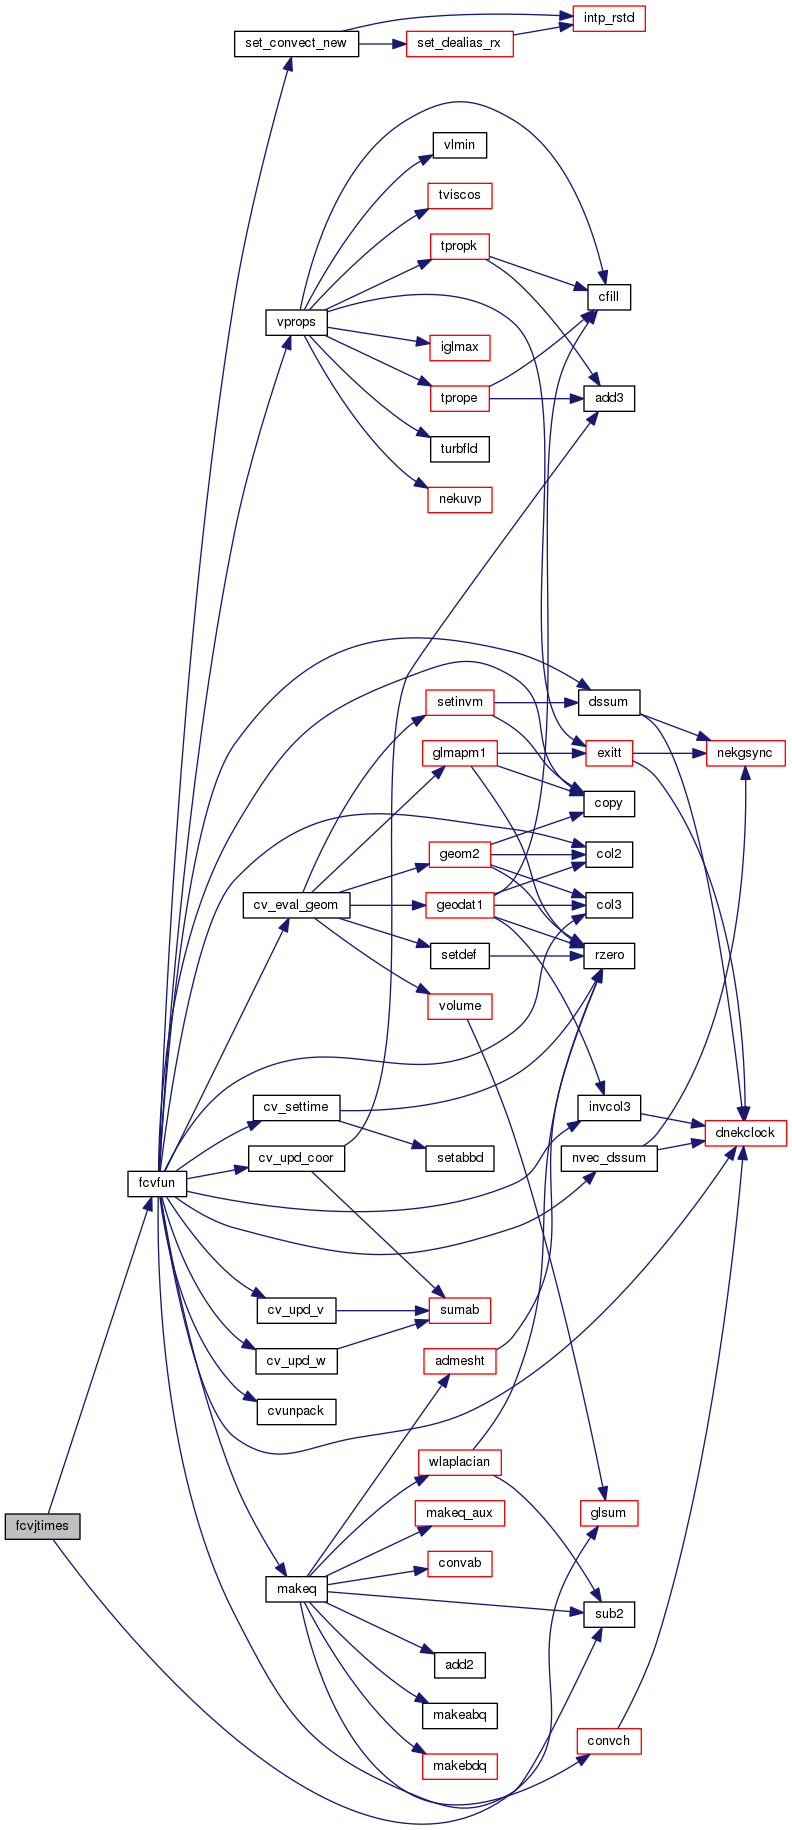 intp_rstd
set_convect_new
set_dealias_rx
vlmin
tviscos
tpropk
cfill
vprops
iglmax
tprope
add3
turbfld
nekuvp
setinvm
dssum
glmapm1
exitt
nekgsync
copy
geom2
col2
cv_eval_geom
geodat1
col3
setdef
rzero
volume
cv_settime
invcol3
dnekclock
cv_upd_coor
setabbd
nvec_dssum
fcvfun
cv_upd_v
sumab
cv_upd_w
admesht
cvunpack
wlaplacian
fcvjtimes
makeq_aux
glsum
convab
makeq
sub2
add2
makeabq
convch
makebdq